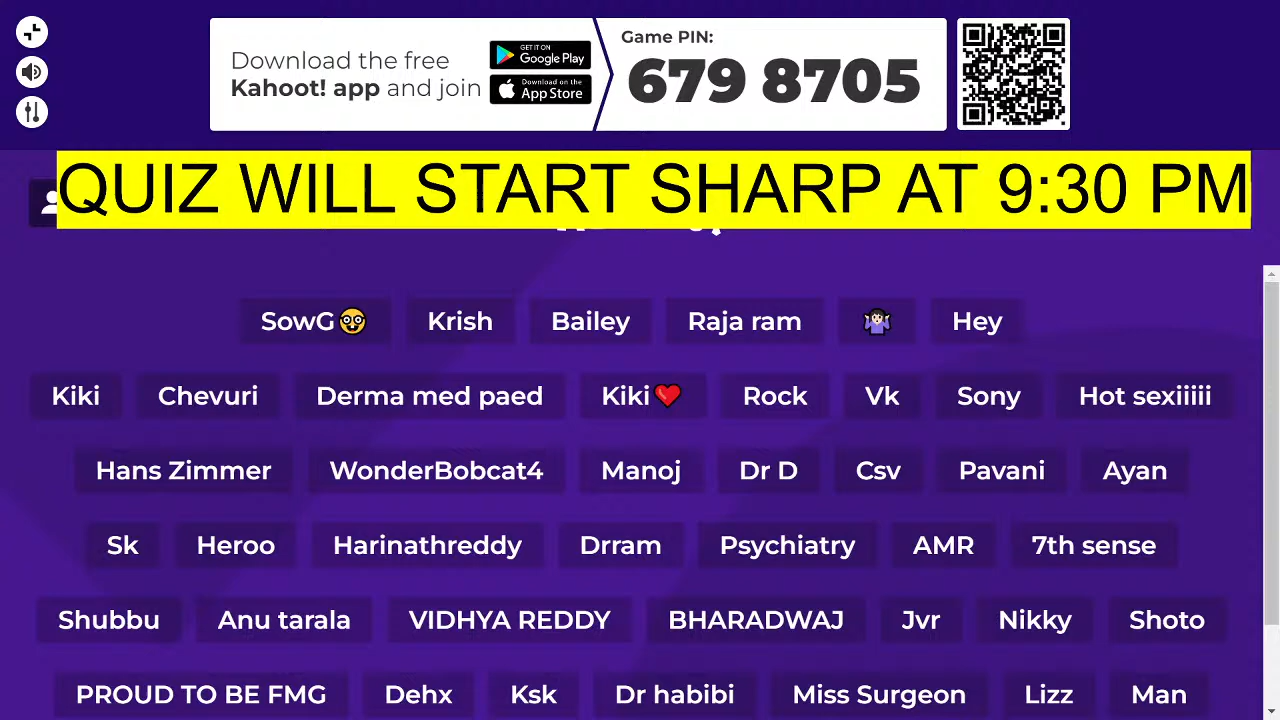 Download the free
Kahoot! app and join
GET IT ON
Google Play
Download on the
App Store
Game PIN:
679 8705
QUIZ WILL START SHARP AT 9:30 PM
SowG🤓 Krish Bailey Raja ram 🤷🏻‍♀️ Hey
Kiki Chevuri Derma med paed Kiki❤️ Rock Vk Sony Hot sexiiiii
Hans Zimmer WonderBobcat4 Manoj Dr D Csv Pavani Ayan
Sk Heroo Harinathreddy Drram Psychiatry AMR 7th sense
Shubbu Anu tarala VIDHYA REDDY BHARADWAJ Jvr Nikky Shoto
PROUD TO BE FMG Dehx Ksk Dr habibi Miss Surgeon Lizz Man